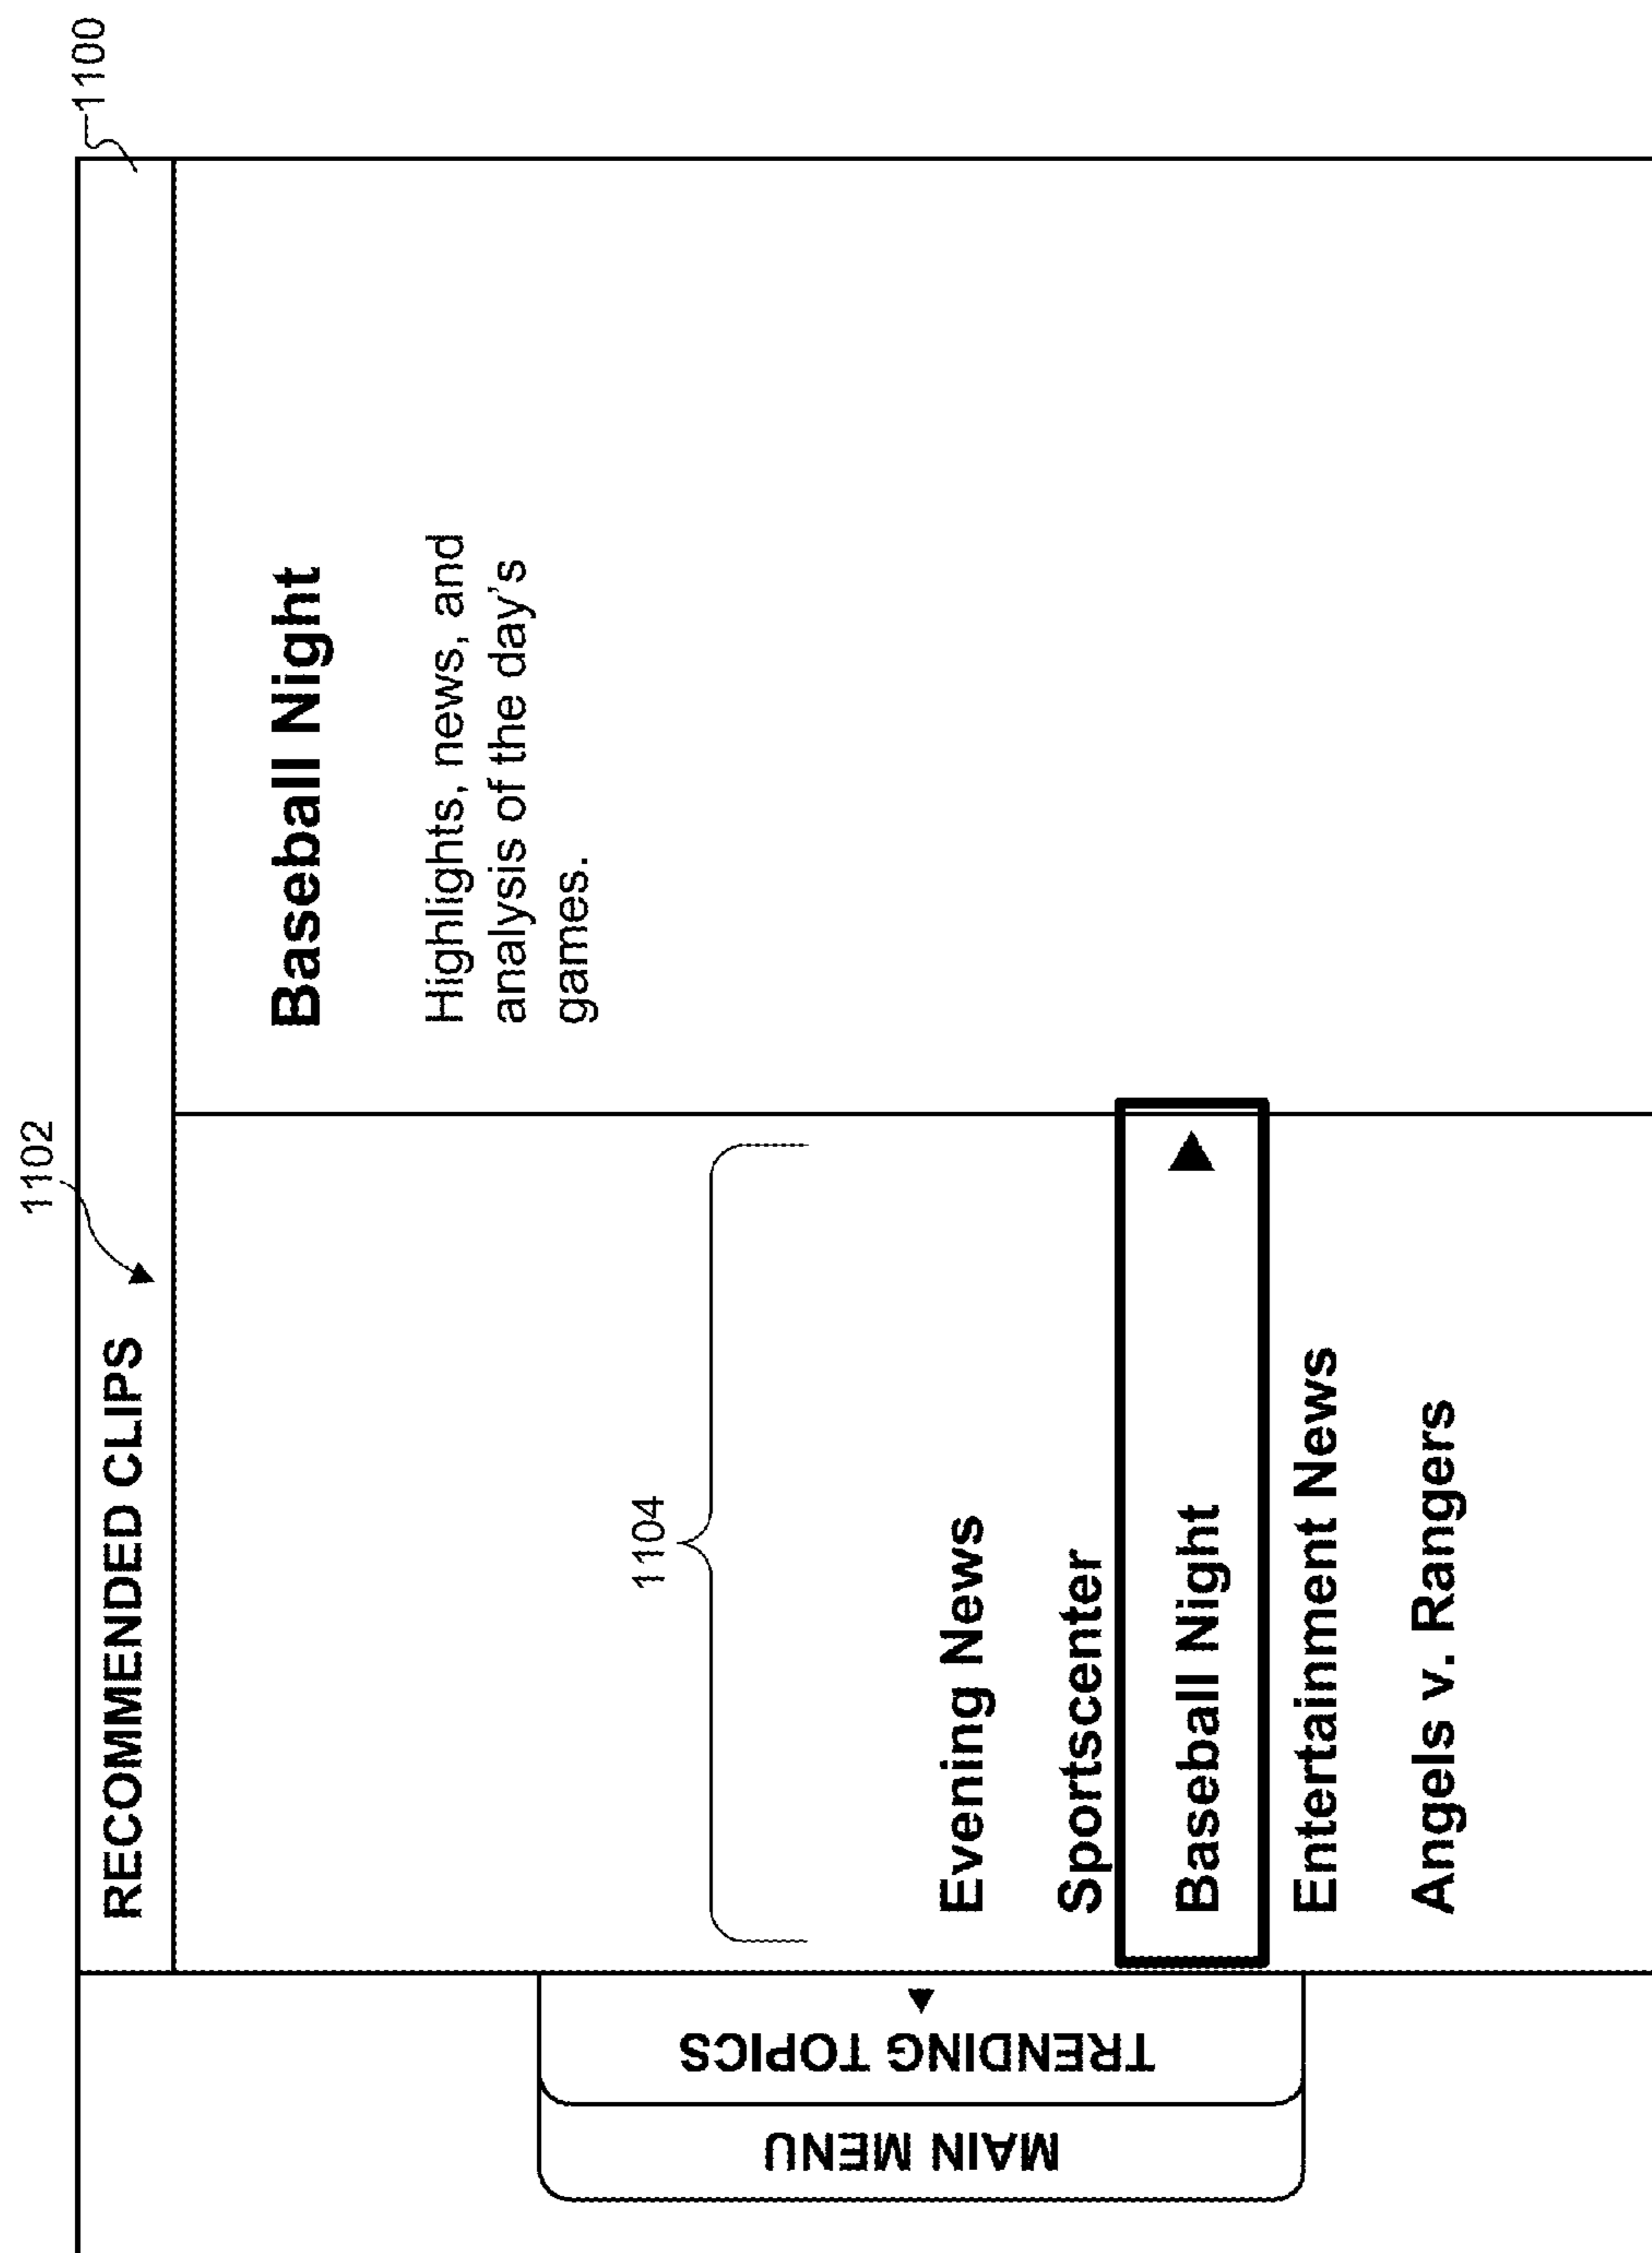 1100
1102
RECOMMENDED CLIPS
Baseball Night
Highlights, news, and
analysis of the day's
games.
1104
Evening News
Sportscenter
Baseball Night
Entertainment News
Angels v. Rangers
MAIN MENU
TRENDING TOPICS